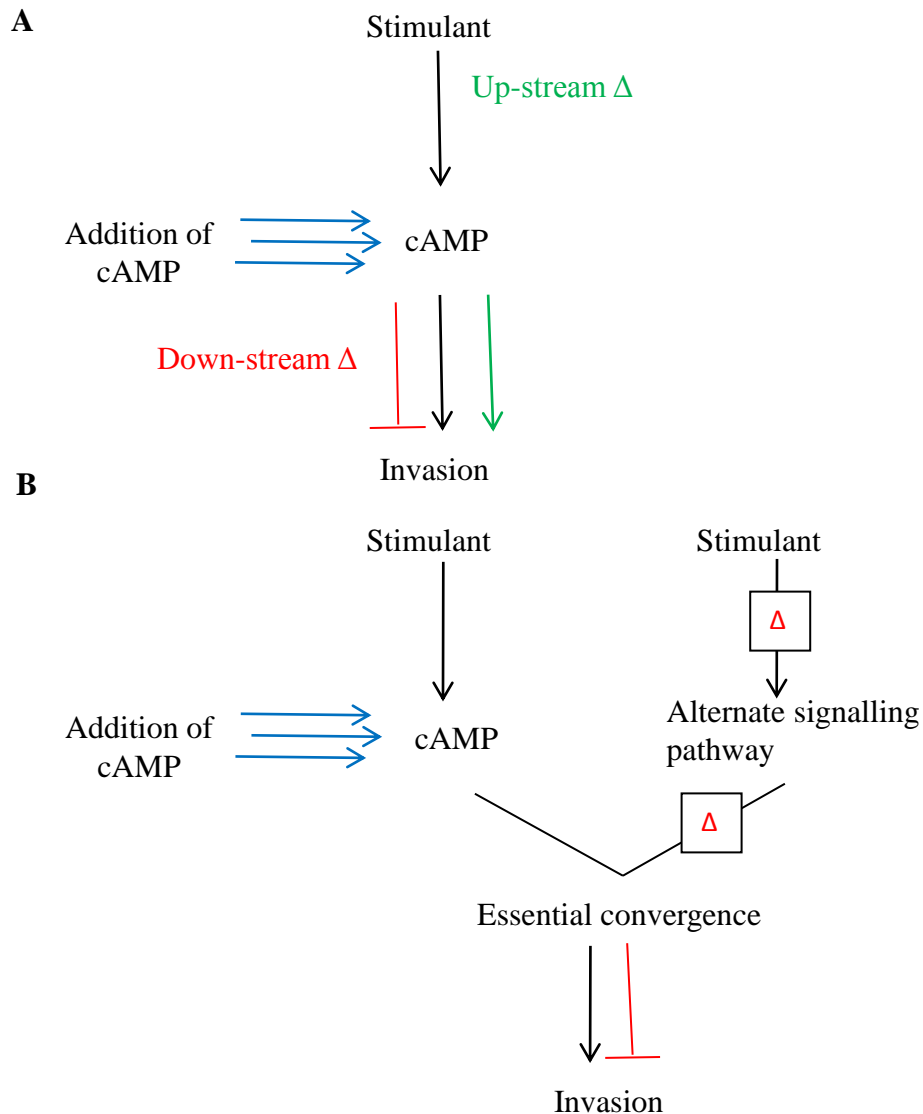 A
Stimulant
Up-stream Δ
Addition of
cAMP
cAMP
Down-stream Δ
Invasion
B
Stimulant
Stimulant
Δ
Addition of
cAMP
cAMP
Alternate signalling
pathway
Δ
Essential convergence
Invasion